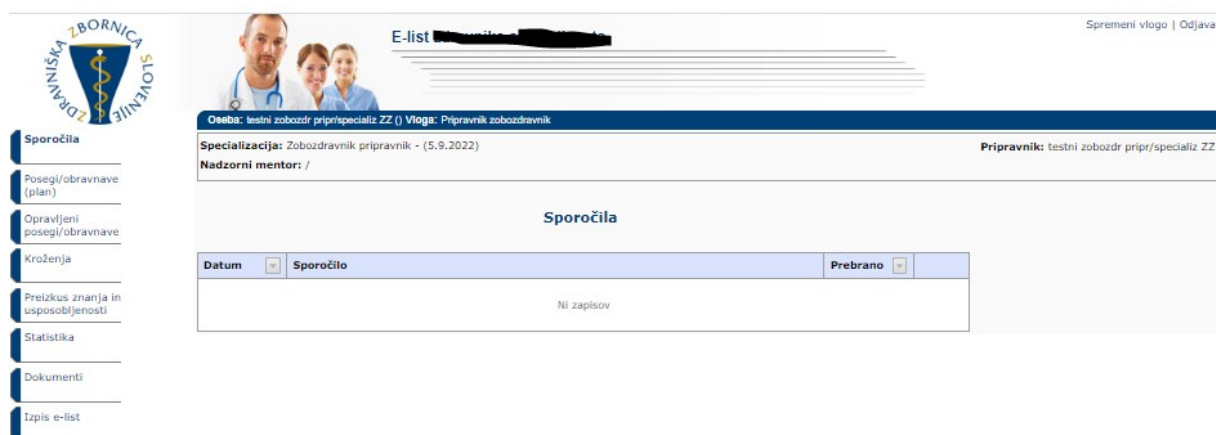 ZDRAVNIŠKA ZBORNICA SLOVENIJE
E-list
Spremeni vlogo | Odjava
Oseba: testni zobozdr pripr/specializ ZZ () Vloga: Pripravnik zobozdravnik
Specializacija: Zobozdravnik pripravnik - (5.9.2022)
Pripravnik: testni zobozdr pripr/specializ ZZ
Nadzorni mentor: /
Sporočila
Posegi/obravnave
(plan)
Opravljeni
posegi/obravnave
Kroženja
Preizkus znanja in
usposobljenosti
Statistika
Dokumenti
Izpis e-list
Sporočila
Datum Sporočilo Prebrano
Ni zapisov